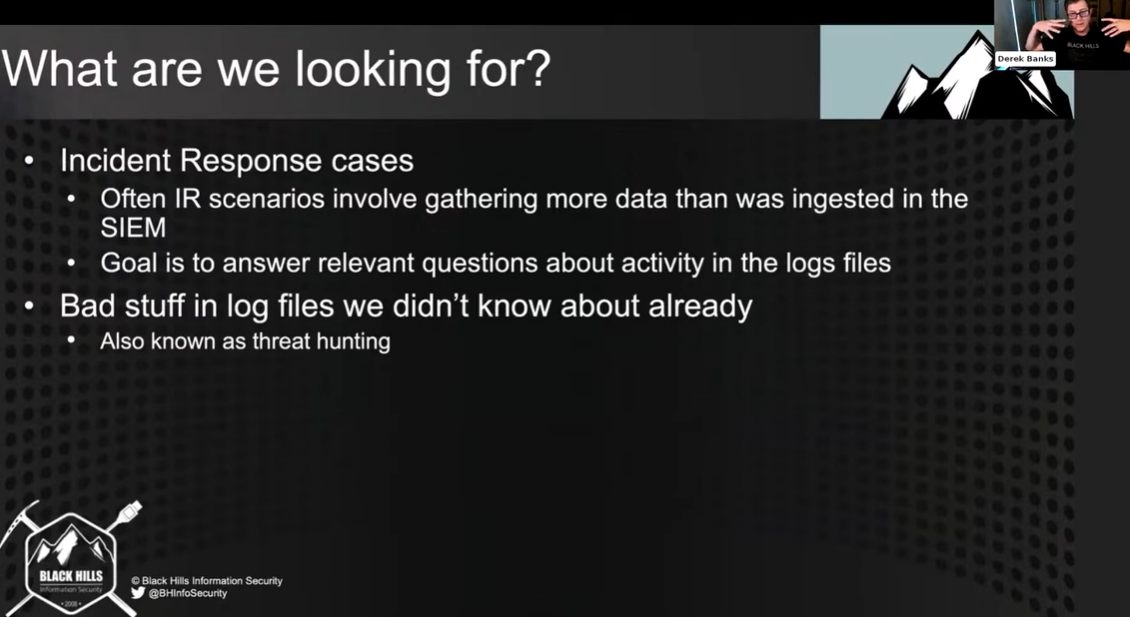 What are we looking for?
BLACK HILLS
Derek Banks
• Incident Response cases
• Often IR scenarios involve gathering more data than was ingested in the
SIEM
• Goal is to answer relevant questions about activity in the logs files
• Bad stuff in log files we didn't know about already
• Also known as threat hunting
BLACK HILLS
Information Security
• 2008 •
© Black Hills Information Security
@BHInfoSecurity